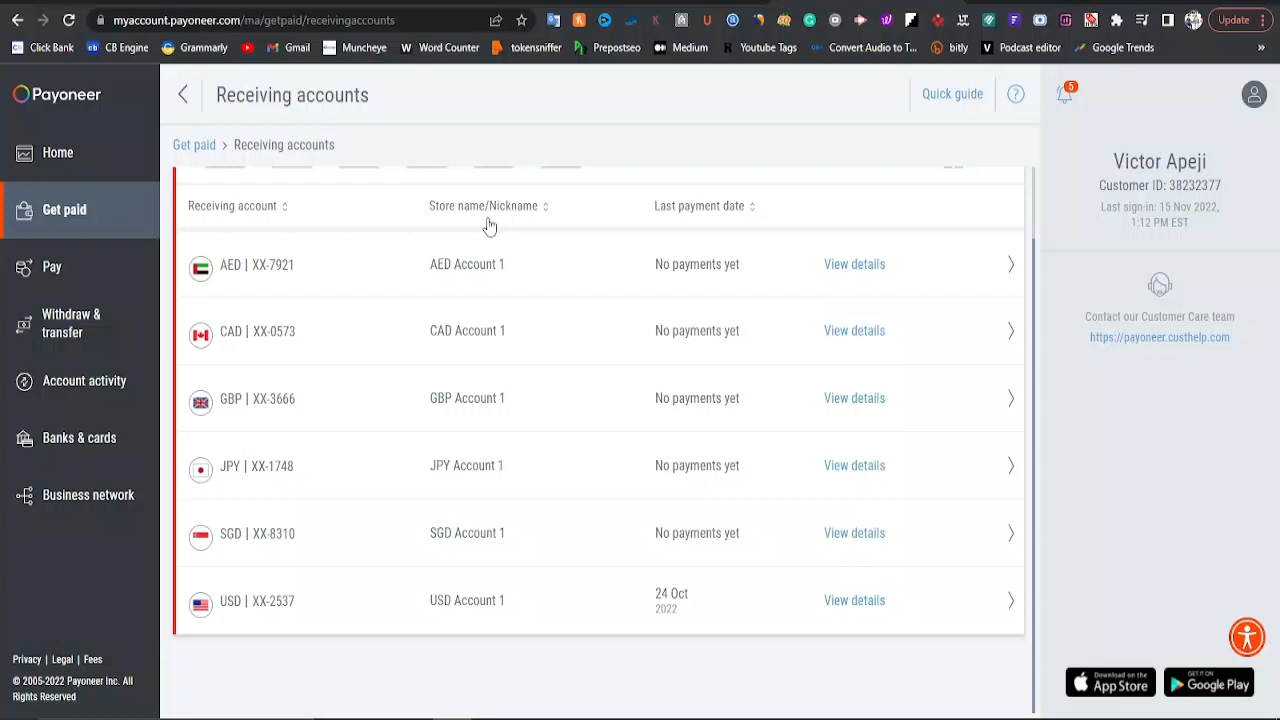 myaccount.payoneer.com/ma/getpaid/receivingaccounts
Update
Click Bank
CB Engine
Grammarly
Gmail
Muncheye
Word Counter
tokensniffer
Prepostseo
Medium
Youtube Tags
Convert Audio to T...
bitly
Podcast editor
Google Trends
»
Payoneer
Home
Get paid
Pay
Withdraw &
transfer
Account activity
Banks & cards
Business network
Privacy | Legal | Fees
© 2005-2022 Payoneer Inc. All
Rights Reserved
Receiving accounts
Quick guide
?
Get paid > Receiving accounts
Receiving account Store name/Nickname Last payment date
AED | XX-7921 AED Account 1 No payments yet View details
CAD | XX-0573 CAD Account 1 No payments yet View details
GBP | XX-3666 GBP Account 1 No payments yet View details
JPY | XX-1748 JPY Account 1 No payments yet View details
SGD | XX-8310 SGD Account 1 No payments yet View details
USD | XX-2537 USD Account 1 24 Oct View details
2022
5
Victor Apeji
Customer ID: 38232377
Last sign-in: 15 Nov 2022,
1:12 PM EST
Contact our Customer Care team
https://payoneer.custhelp.com
Download on the
App Store
GET IT ON
Google Play